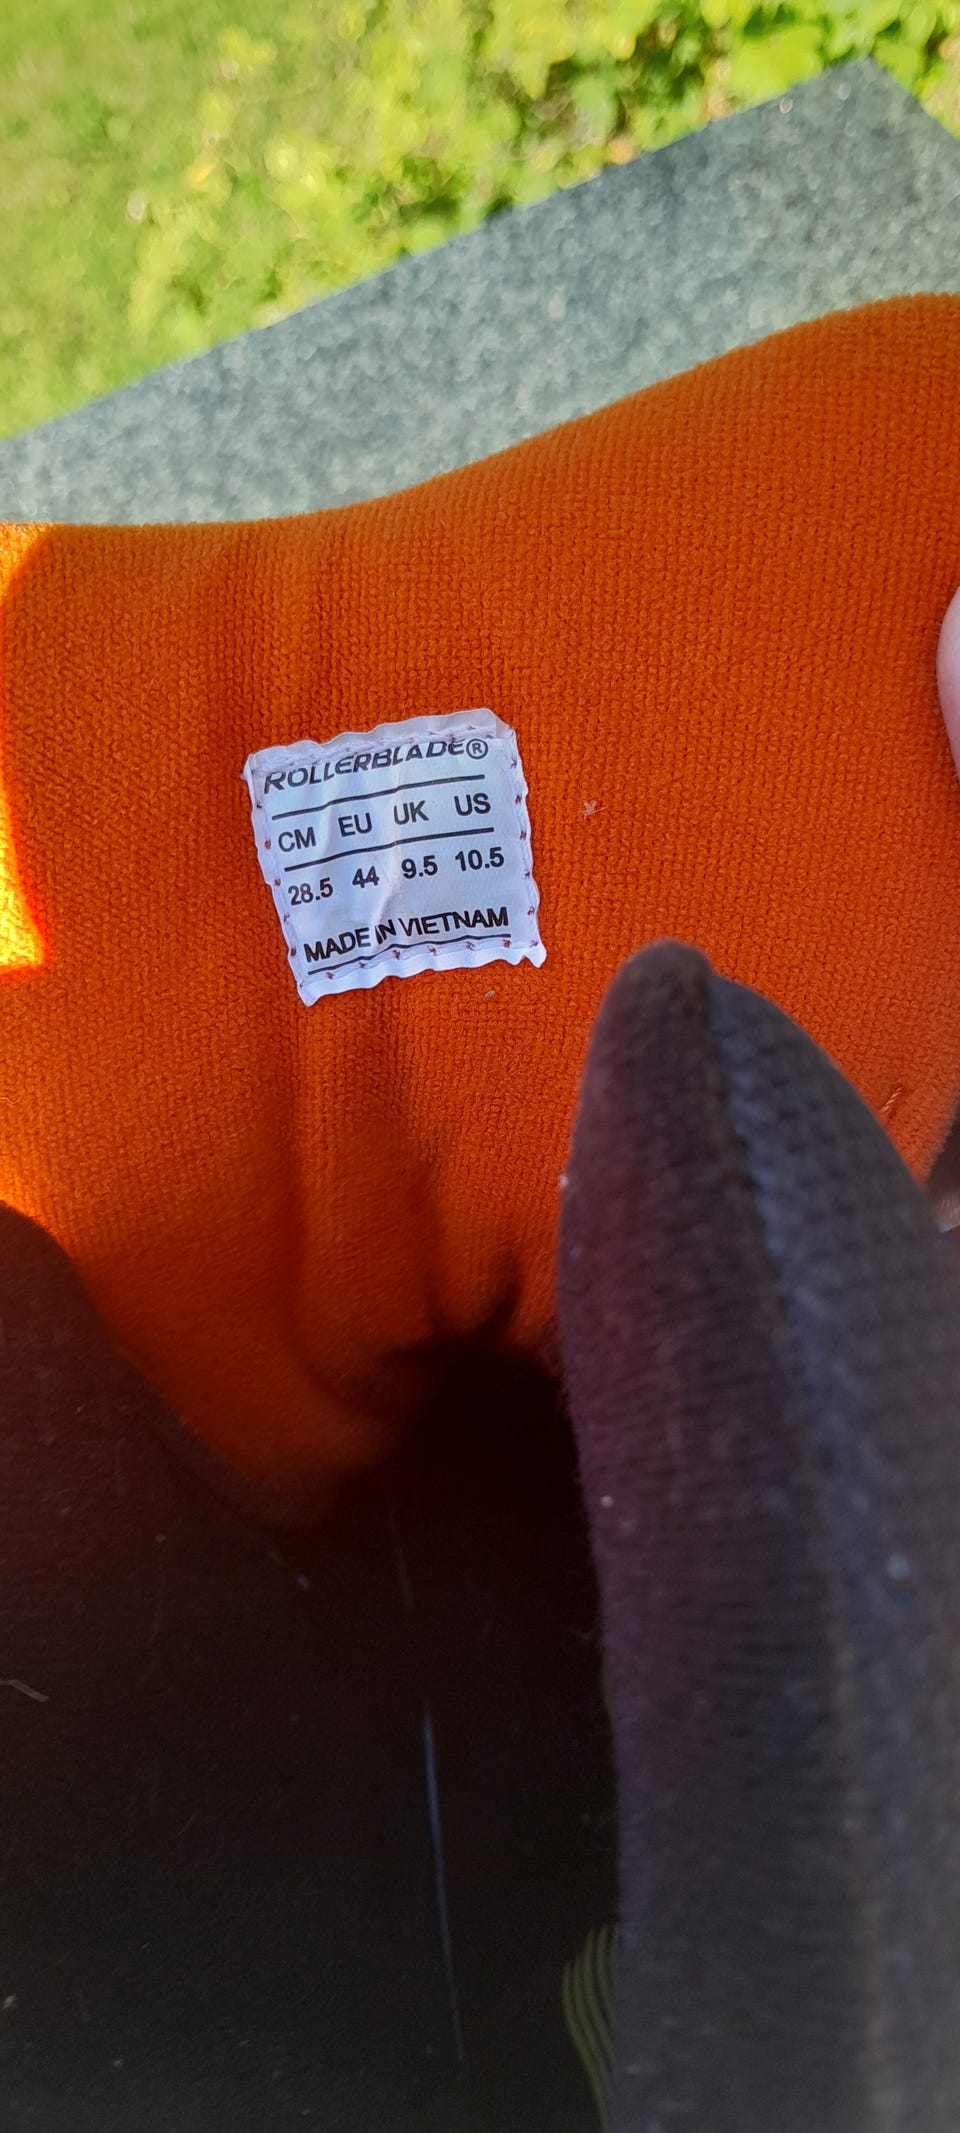 ROLLERBLADE®
CM EU UK US
28.5 44 9.5 10.5
MADE IN VIETNAM